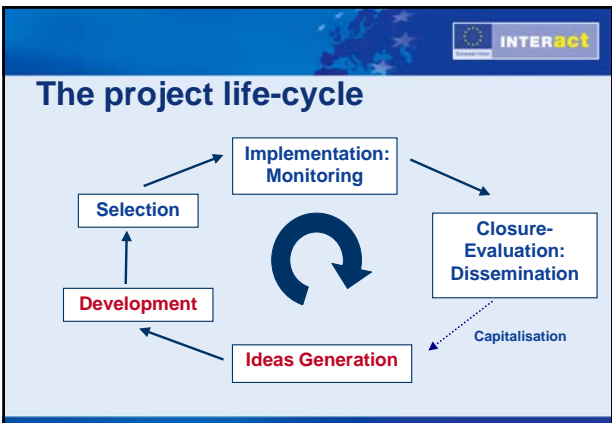 INTERact
The project life-cycle
Implementation:
Monitoring
Selection
Closure-
Evaluation:
Dissemination
Development
Capitalisation
Ideas Generation